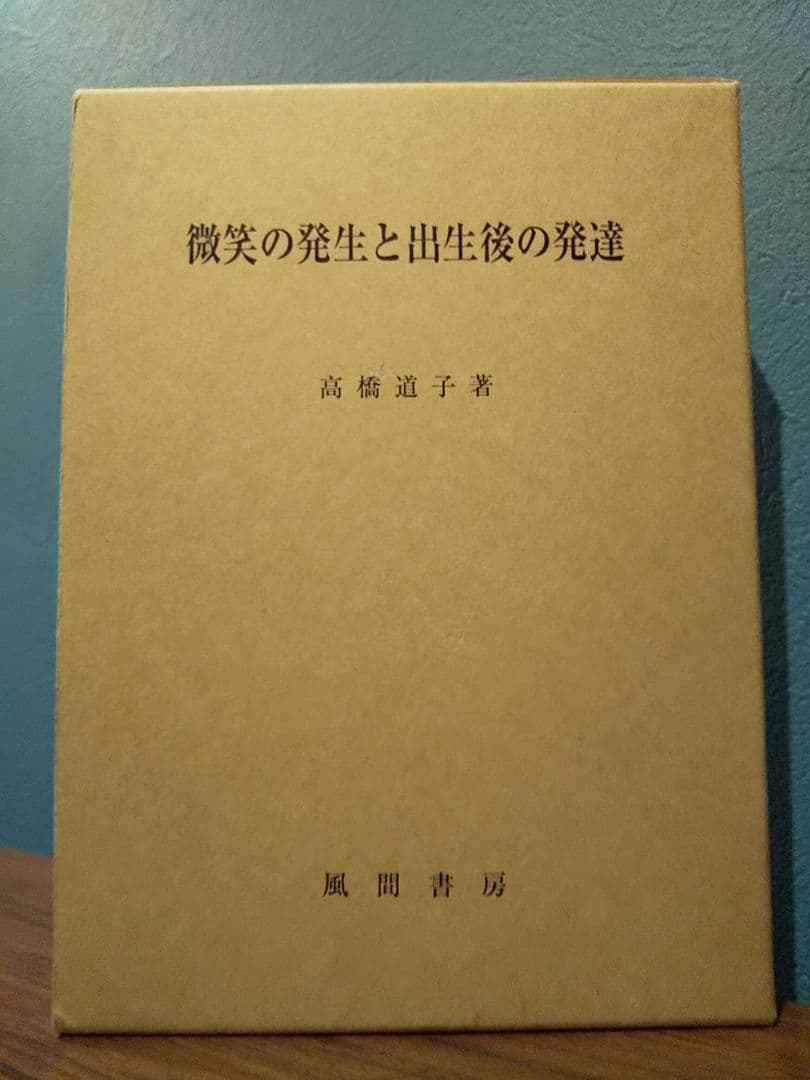 微笑の発生と出生後の発達
高橋道子著
風間書房